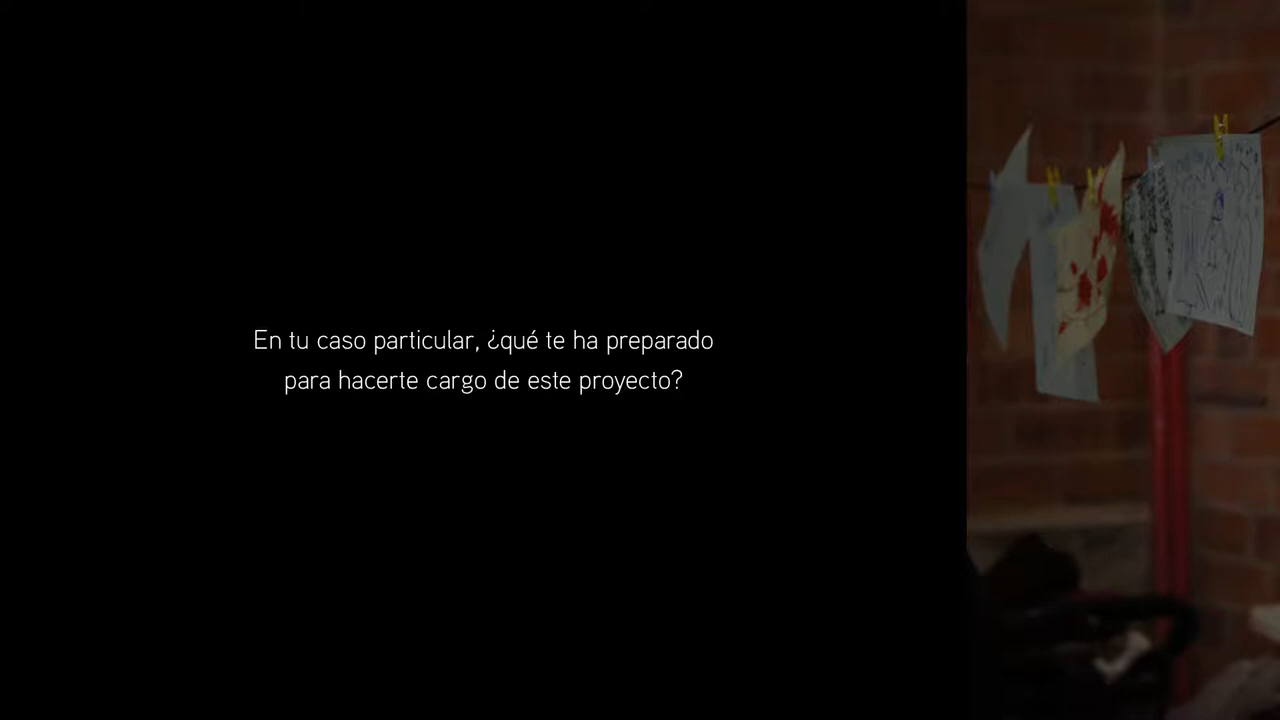 En tu caso particular, ¿qué te ha preparado
para hacerte cargo de este proyecto?